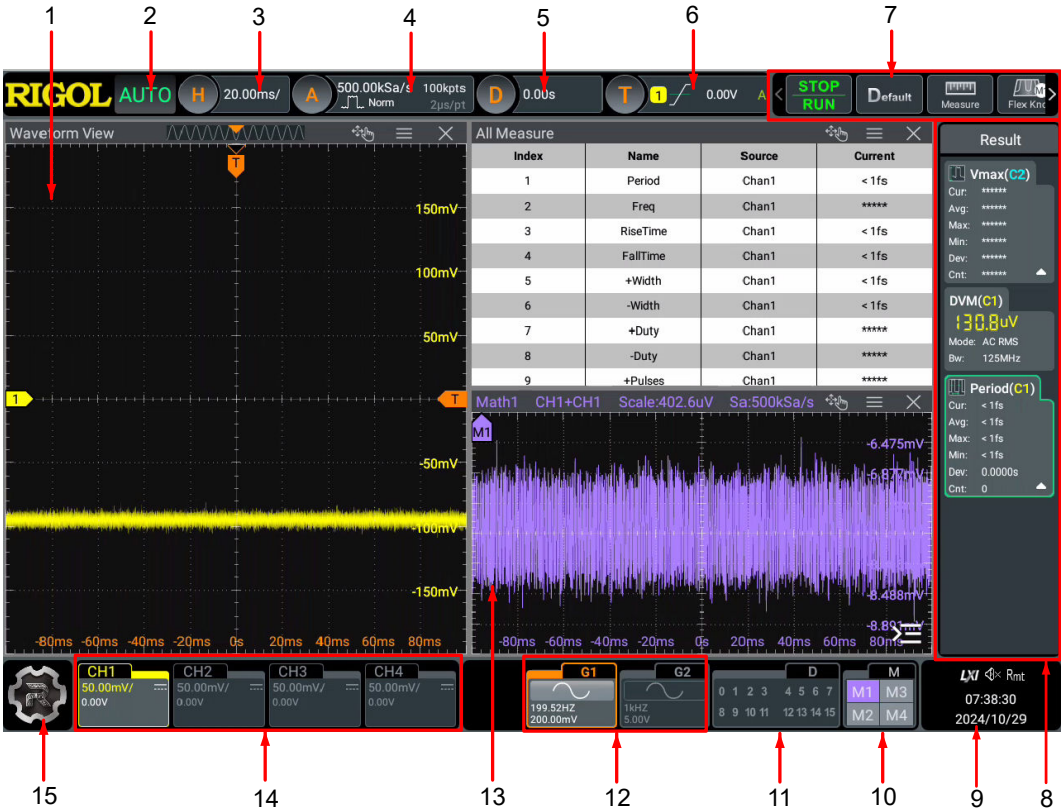 1 2 3 4 5 6 7
RIGOL AUTO H 20.00ms/ A 500.00kSa/s 100kpts D 0.00s T 1 0.00V A STOP Default
Norm 2µs/pt RUN Measure
Waveform View T All Measure Result
Index Name Source Current
1 Period Chan1 < 1fs
2 Freq Chan1 *****
3 RiseTime Chan1 < 1fs
4 FallTime Chan1 < 1fs
5 +Width Chan1 < 1fs
6 -Width Chan1 < 1fs
7 +Duty Chan1 *****
8 -Duty Chan1 *****
9 +Pulses Chan1 *****
150mV
100mV
50mV
1 T
-50mV
-100mV
-150mV
-80ms -60ms -40ms -20ms 0s 20ms 40ms 60ms 80ms
Math1 CH1+CH1 Scale:402.6uV Sa:500kSa/s
M1
-6.475mV
-6.877mV
-8.488mV
-80ms -60ms -40ms -20ms 0s 20ms 40ms 60ms
Vmax(C2)
Cur: ******
Avg: ******
Max: ******
Min: ******
Dev: ******
Cnt: ******
DVM(C1)
130.8uV
Mode: AC RMS
Bw: 125MHz
Period(C1)
Cur: < 1fs
Avg: < 1fs
Max: < 1fs
Min: < 1fs
Dev: 0.0000s
Cnt: 0
CH1 CH2 CH3 CH4
50.00mV/ 50.00mV/ 50.00mV/ 50.00mV/
0.00V 0.00V 0.00V 0.00V
G1 G2
199.52HZ 1kHZ
200.00mV 5.00V
D
0 1 2 3 4 5 6 7
8 9 10 11 12 13 14 15
M
M1 M3
M2 M4
LXI Rmt
07:38:30
2024/10/29
15 14 13 12 11 10 9 8